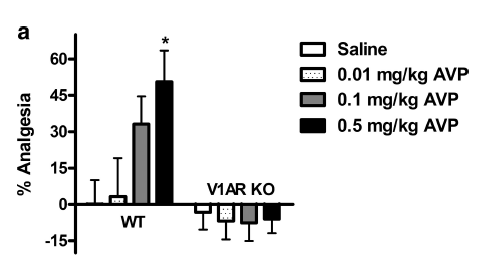 a
% Analgesia
60
45
30
15
0
-15
*
WT
V1AR KO
Saline
0.01 mg/kg AVP
0.1 mg/kg AVP
0.5 mg/kg AVP